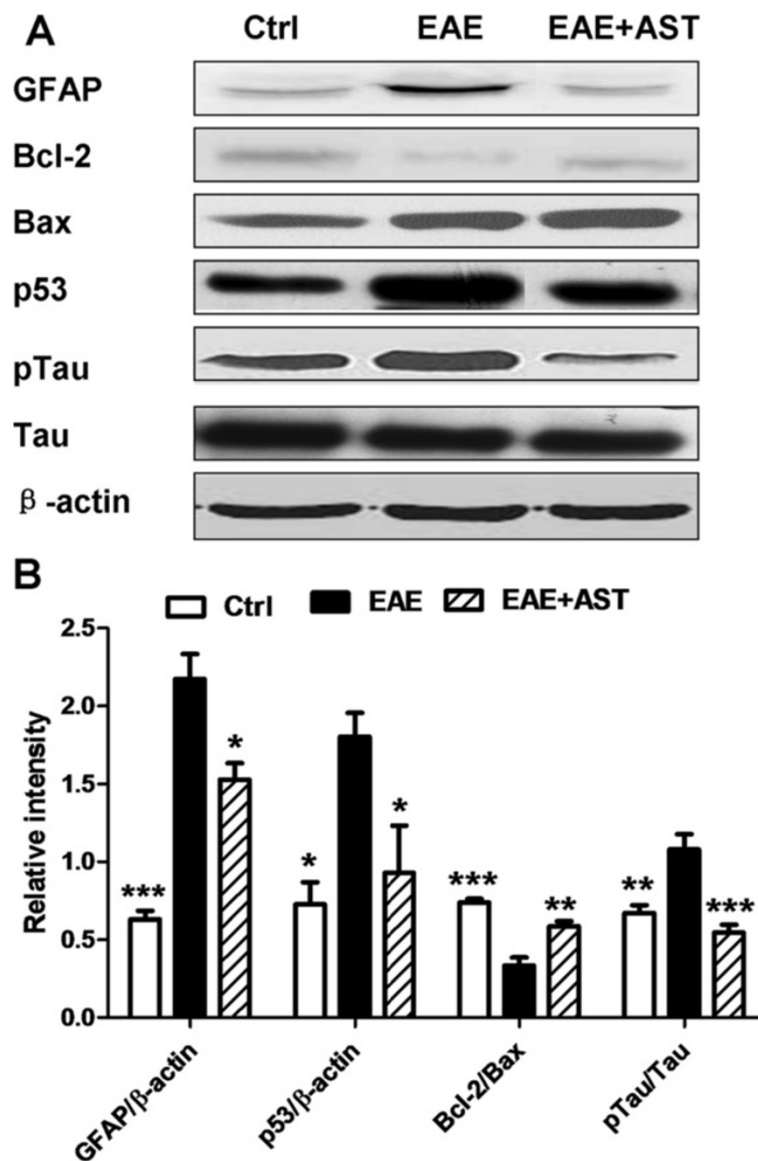 A
Ctrl EAE EAE+AST
GFAP
Bcl-2
Bax
p53
pTau
Tau
β-actin
B
Ctrl EAE EAE+AST
2.5
2.0
1.5
1.0
0.5
0.0
Relative intensity
*** * * * *** ** ** ***
GFAP/β-actin
p53/β-actin
Bcl-2/Bax
pTau/Tau